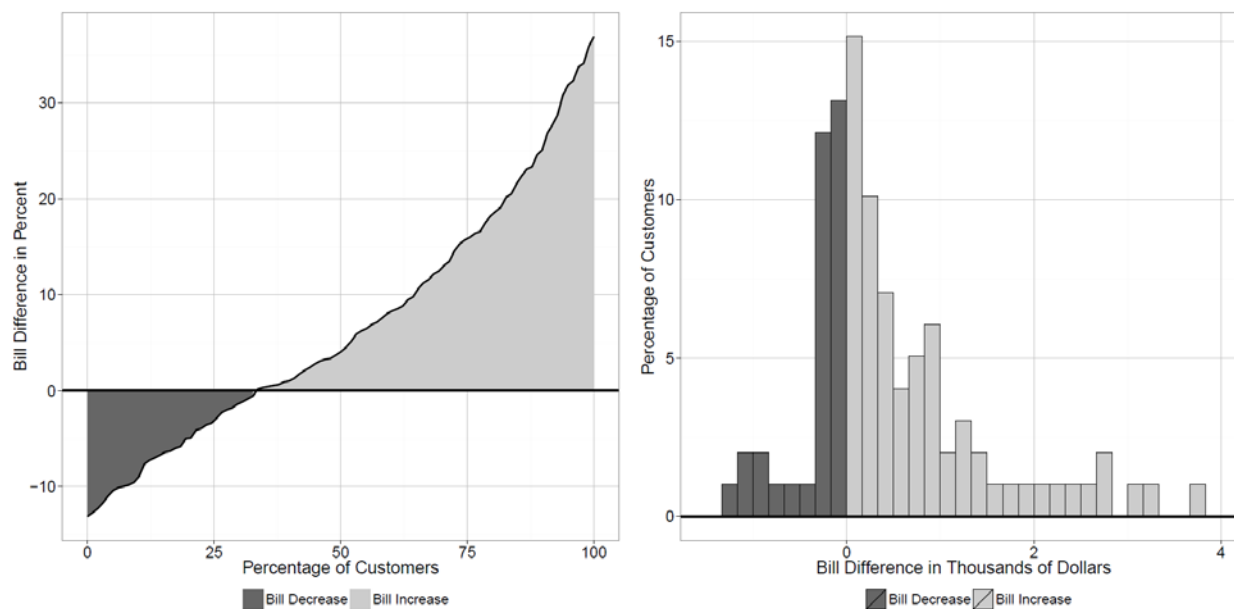 Bill Difference in Percent
30
20
10
0
−10
0 25 50 75 100
Percentage of Customers
Bill Decrease Bill Increase
Percentage of Customers
15
10
5
0
0 2 4
Bill Difference in Thousands of Dollars
Bill Decrease Bill Increase